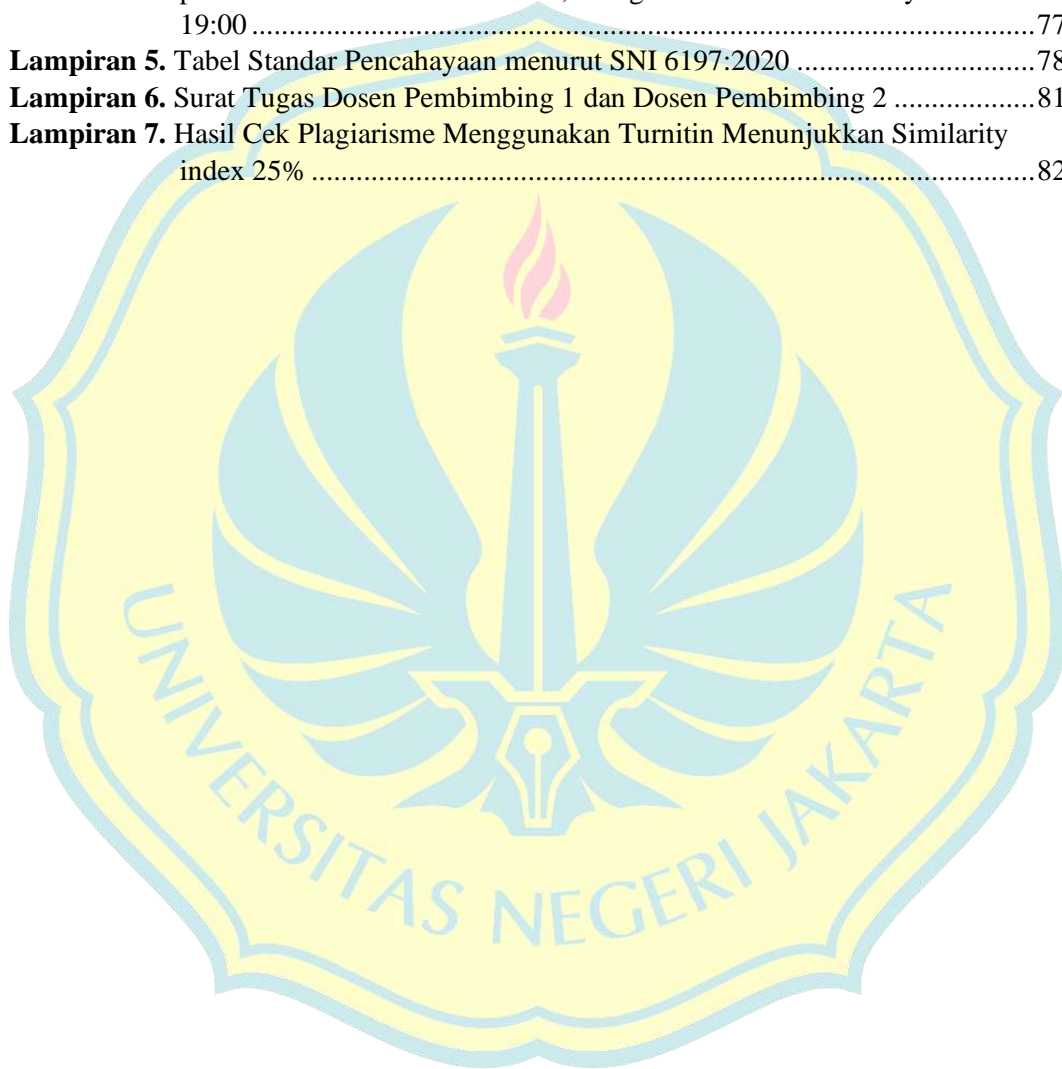 19:00 ........................................................................................................77
Lampiran 5. Tabel Standar Pencahayaan menurut SNI 6197:2020 ................................78
Lampiran 6. Surat Tugas Dosen Pembimbing 1 dan Dosen Pembimbing 2 ..................81
Lampiran 7. Hasil Cek Plagiarisme Menggunakan Turnitin Menunjukkan Similarity
index 25% ................................................................................................82
UNIVERSITAS NEGERI JAKARTA